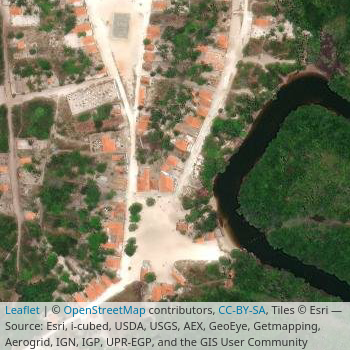 Leaflet | © OpenStreetMap contributors, CC-BY-SA, Tiles © Esri —
Source: Esri, i-cubed, USDA, USGS, AEX, GeoEye, Getmapping,
Aerogrid, IGN, IGP, UPR-EGP, and the GIS User Community